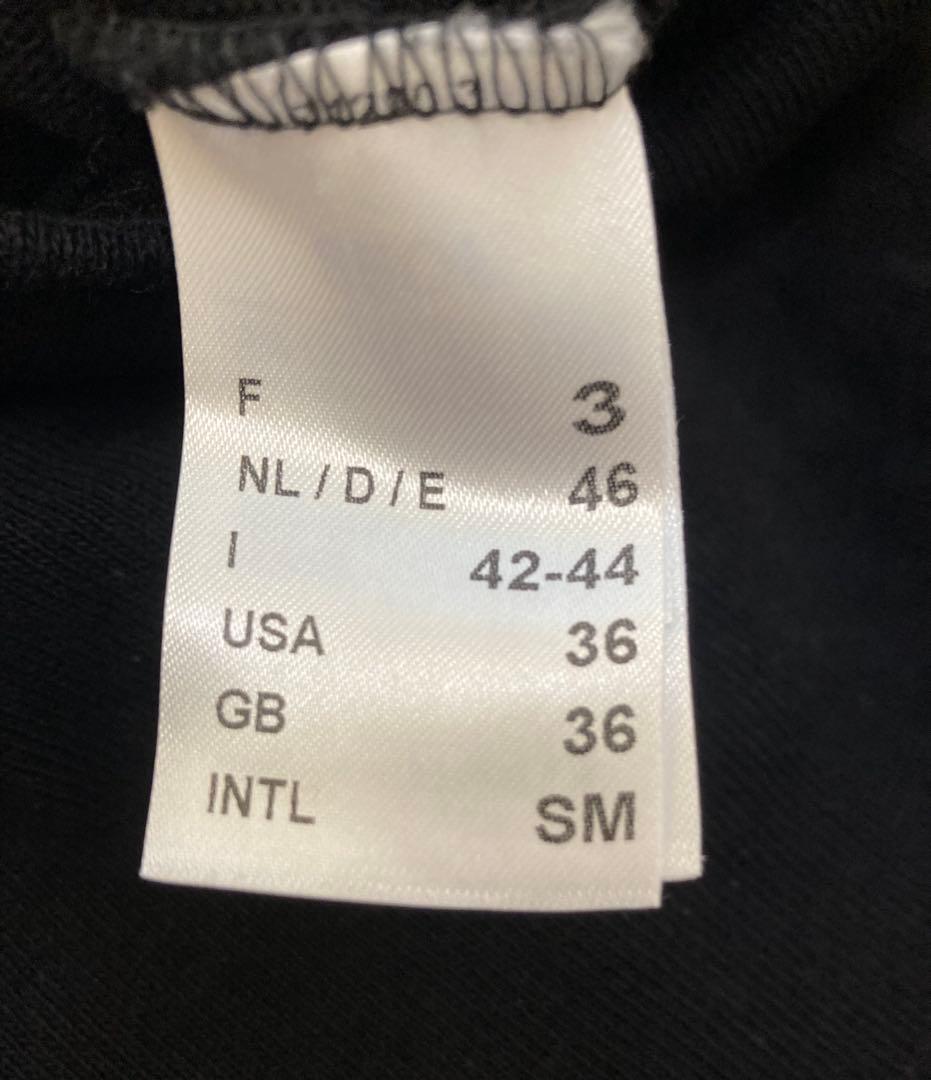 F 3
NL / D / E 46
I 42-44
USA 36
GB 36
INTL SM